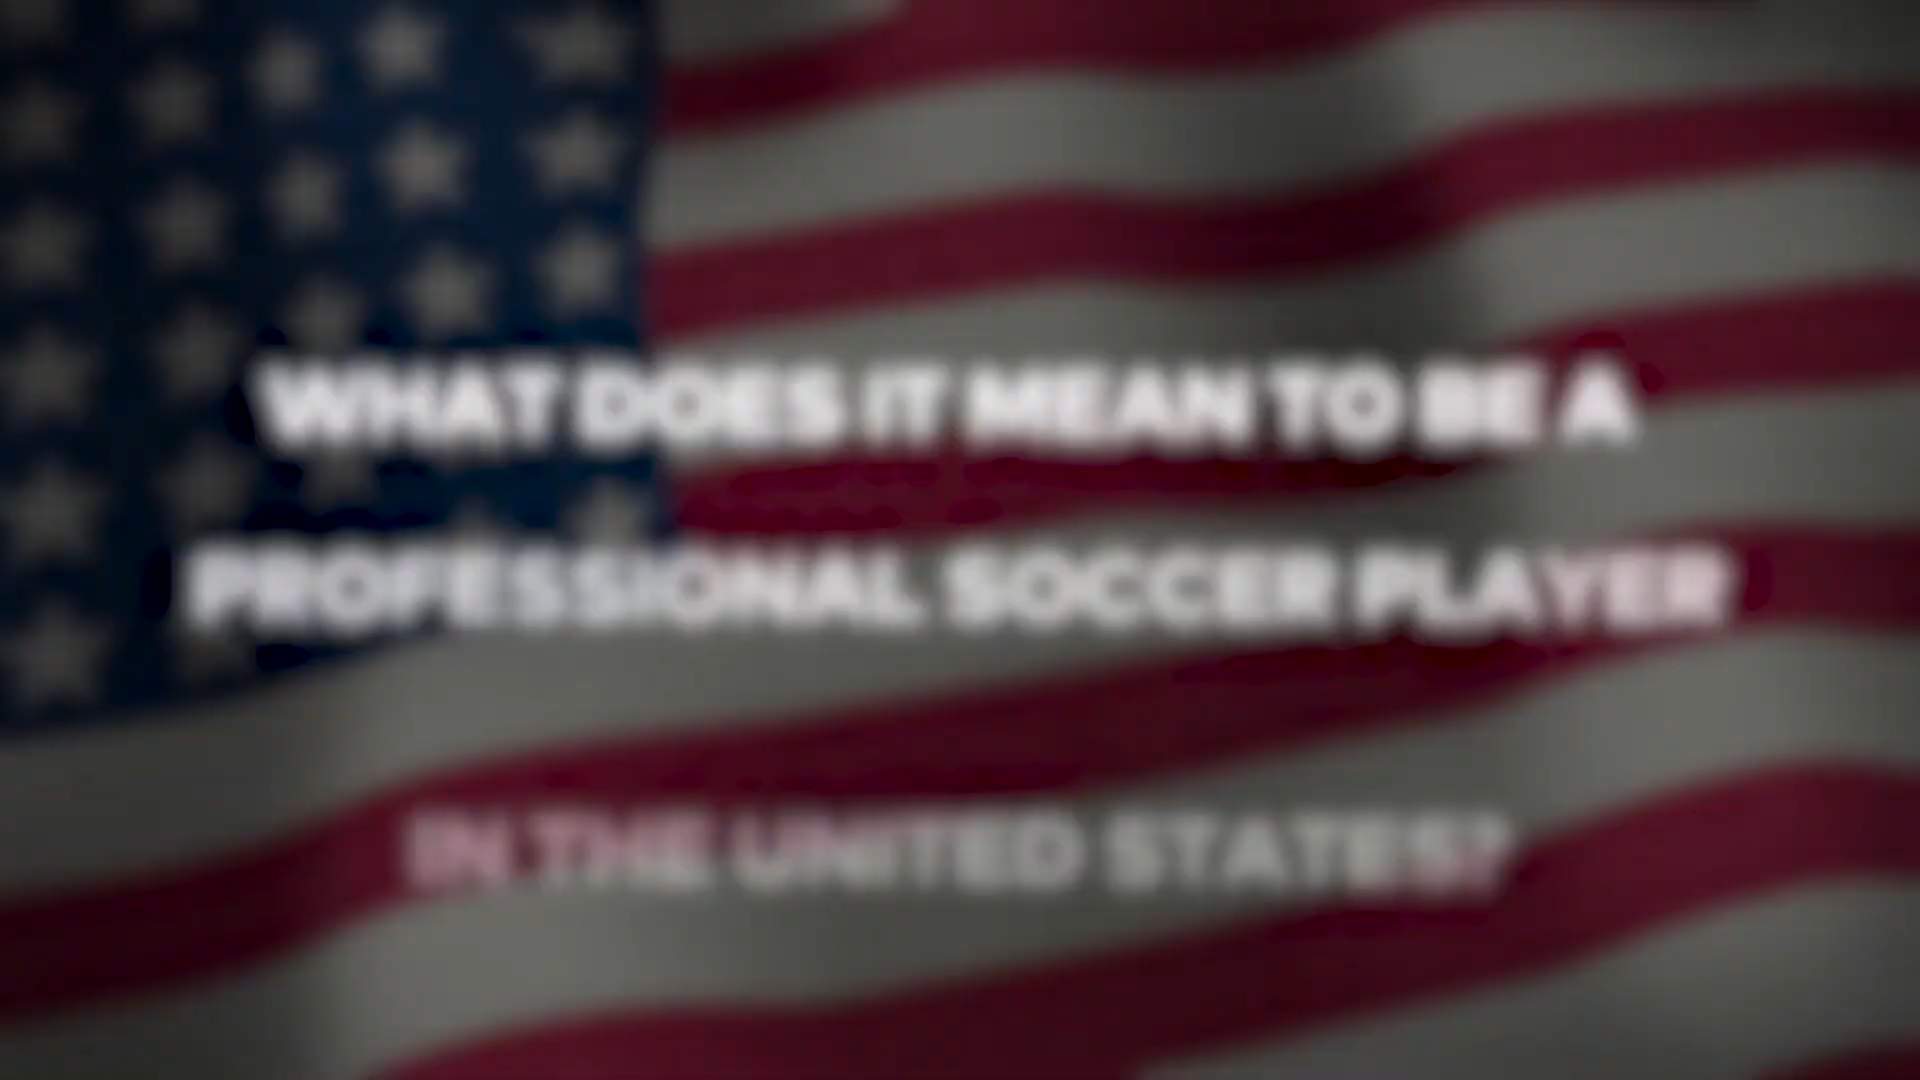 WHAT DOES IT MEAN TO BE A
PROFESSIONAL SOCCER PLAYER
IN THE UNITED STATES?